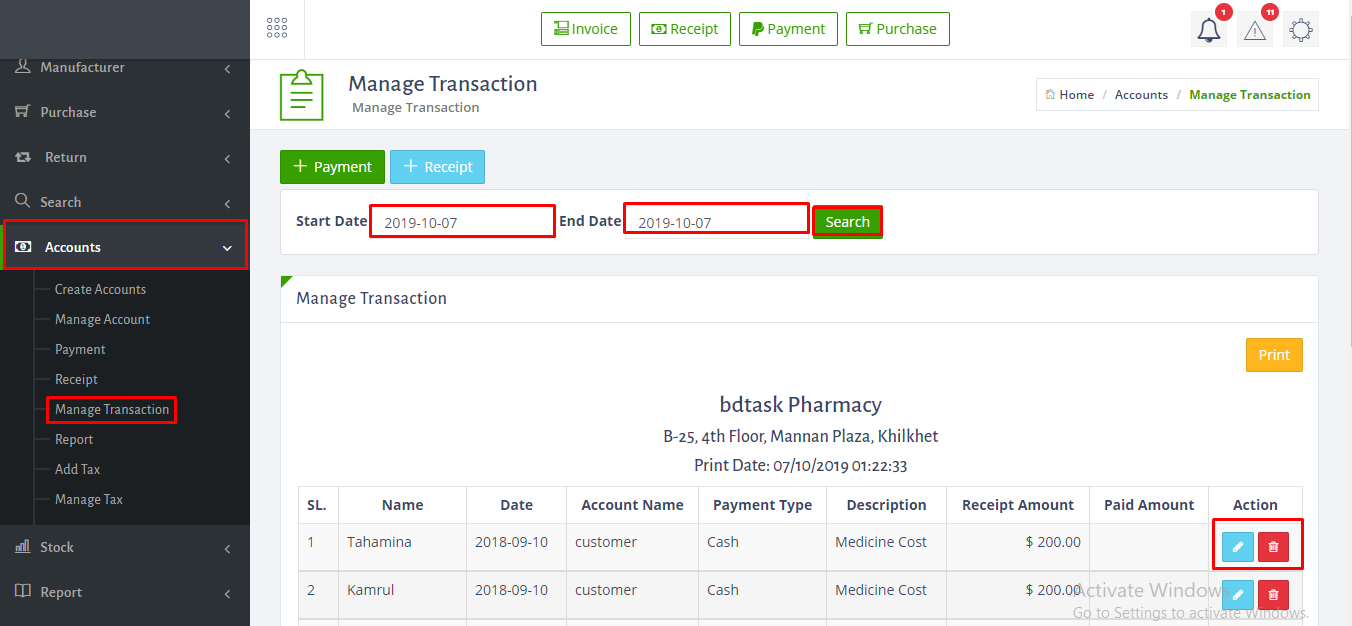 1
11
Invoice
Receipt
Payment
Purchase
Manufacturer
Purchase
Return
Search
Accounts
Create Accounts
Manage Account
Payment
Receipt
Manage Transaction
Report
Add Tax
Manage Tax
Stock
Report
Manage Transaction
Manage Transaction
Home / Accounts / Manage Transaction
+ Payment
+ Receipt
Start Date 2019-10-07 End Date 2019-10-07 Search
Manage Transaction
Print
bdtask Pharmacy
B-25, 4th Floor, Mannan Plaza, Khilkhet
Print Date: 07/10/2019 01:22:33
SL. Name Date Account Name Payment Type Description Receipt Amount Paid Amount Action
1 Tahamina 2018-09-10 customer Cash Medicine Cost $ 200.00
2 Kamrul 2018-09-10 customer Cash Medicine Cost $ 200.00
Activate Windows
Go to Settings to activate Windows.